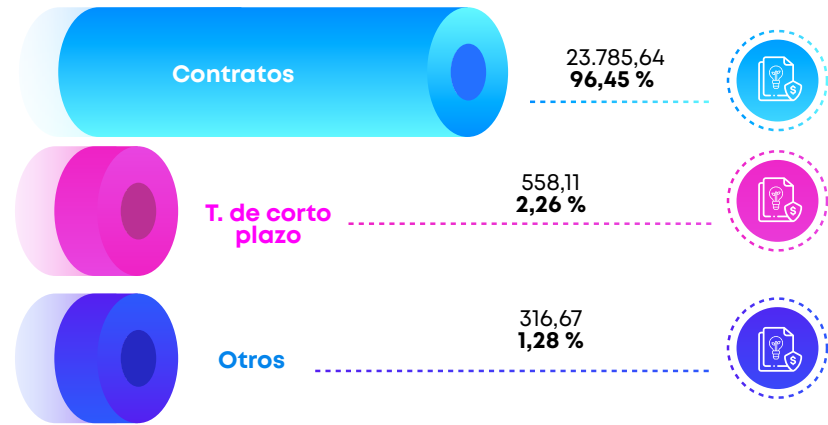 Contratos
23.785,64
96,45 %
T. de corto
plazo
558,11
2,26 %
Otros
316,67
1,28 %